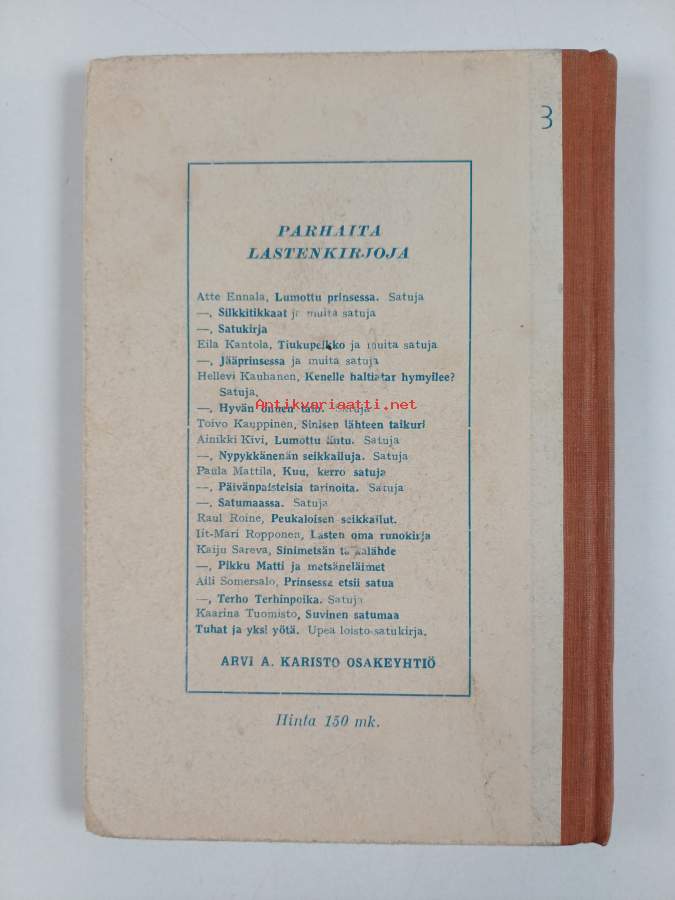 3
PARHAITA
LASTENKIRJOJA
Atte Ennala, Lumottu prinsessa. Satuja
—, Silkkitikkaat ja muita satuja
—, Satukirja
Eila Kantola, Tiukupeikko ja muita satuja
—, Jääprinsessa ja muita satuja
Hellevi Kauhanen, Kenelle haltiatar hymyilee?
Satuja.
Antikvariaatti.net
—, Hyvän onnen talo. Satuja
Toivo Kauppinen, Sinisen lähteen taikuri
Ainikki Kivi, Lumottu lintu. Satuja
—, Nypykkänenän seikkailuja. Satuja
Paula Mattila, Kuu, kerro satuja
—, Päivänpaisteisia tarinoita. Satuja
—, Satumaassa. Satuja
Raul Roine, Peukaloisen seikkailut.
Iit-Mari Ropponen, Lasten oma runokirja
Kaiju Sareva, Sinimetsän taikalähde
—, Pikku Matti ja metsäneläimet
Aili Somersalo, Prinsessa etsii satua
—, Terho Terhinpoika. Satuja
Kaarina Tuomisto, Suvinen satumaa
Tuhat ja yksi yötä. Upea loisto-satukirja.
ARVI A. KARISTO OSAKEYHTIÖ
Hinta 150 mk.